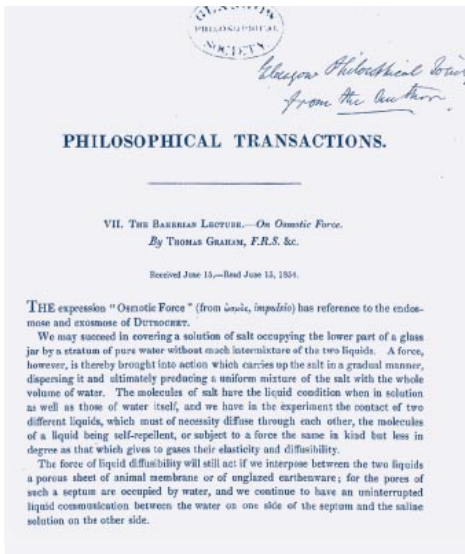 GLASGOW
PHILOSOPHICAL
SOCIETY.
Glasgow Philosophical Society
from the Author
PHILOSOPHICAL TRANSACTIONS.
VII. THE BAKERIAN LECTURE.—On Osmotic Force.
By THOMAS GRAHAM, F.R.S. &c.
Received June 15,—Read June 15, 1854.
THE expression "Osmotic Force" (from ὠσμὸς, impulsio) has reference to the endos-
mose and exosmose of DUTROCHET.
We may succeed in covering a solution of salt occupying the lower part of a glass
jar by a stratum of pure water without much intermixture of the two liquids. A force,
however, is thereby brought into action which carries up the salt in a gradual manner,
dispersing it and ultimately producing a uniform mixture of the salt with the whole
volume of water. The molecules of salt have the liquid condition when in solution
as well as those of water itself, and we have in the experiment the contact of two
different liquids, which must of necessity diffuse through each other, the molecules
of a liquid being self-repellent, or subject to a force the same in kind but less in
degree as that which gives to gases their elasticity and diffusibility.
The force of liquid diffusibility will still act if we interpose between the two liquids
a porous sheet of animal membrane or of unglazed earthenware; for the pores of
such a septum are occupied by water, and we continue to have an uninterrupted
liquid communication between the water on one side of the septum and the saline
solution on the other side.